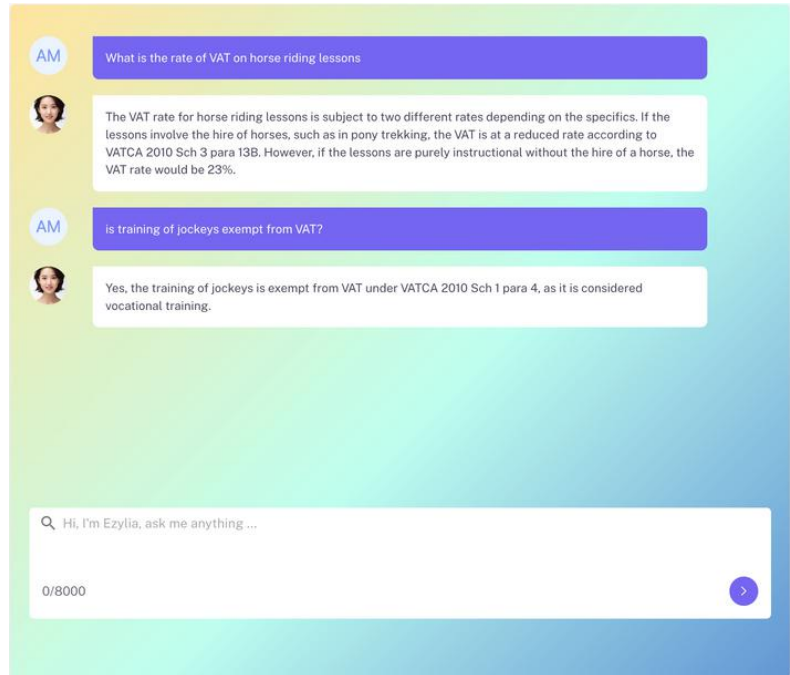 AM
What is the rate of VAT on horse riding lessons
The VAT rate for horse riding lessons is subject to two different rates depending on the specifics. If the
lessons involve the hire of horses, such as in pony trekking, the VAT is at a reduced rate according to
VATCA 2010 Sch 3 para 13B. However, if the lessons are purely instructional without the hire of a horse, the
VAT rate would be 23%.
AM
is training of jockeys exempt from VAT?
Yes, the training of jockeys is exempt from VAT under VATCA 2010 Sch 1 para 4, as it is considered
vocational training.
Hi, I'm Ezylia, ask me anything ...
0/8000